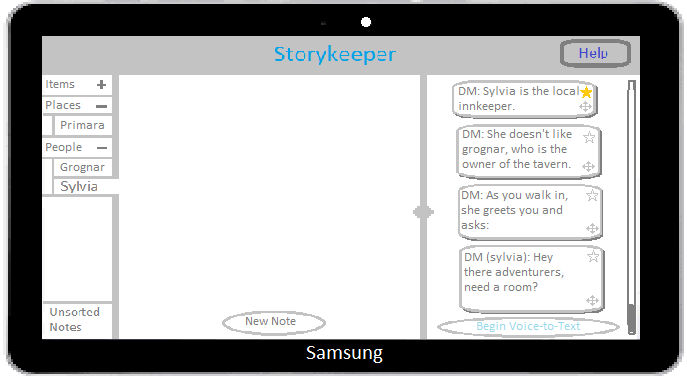 Storykeeper
Help
Items
Places
Primara
People
Grognar
Sylvia
Unsorted
Notes
New Note
DM: Sylvia is the local
innkeeper.
DM: She doesn't like
grognar, who is the
owner of the tavern.
DM: As you walk in,
she greets you and
asks:
DM (sylvia): Hey
there adventurers,
need a room?
Begin Voice-to-Text
Samsung